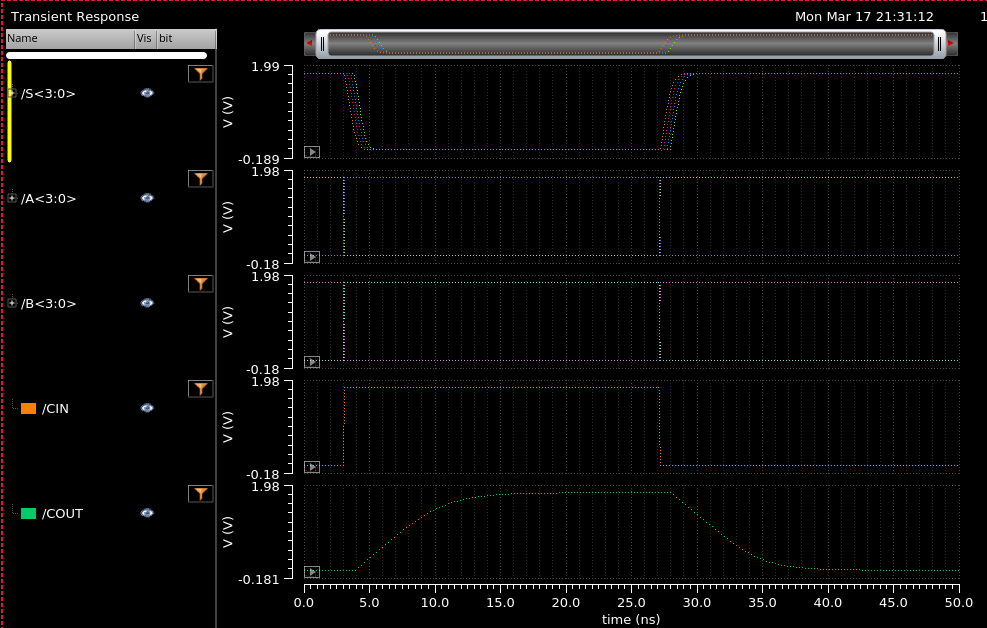 Transient Response
Mon Mar 17 21:31:12 1
Name Vis bit
/S<3:0>
1.99
V (V)
-0.189
/A<3:0>
1.98
V (V)
-0.18
/B<3:0>
1.98
V (V)
-0.18
/CIN
1.98
V (V)
-0.18
/COUT
1.98
V (V)
-0.181
0.0 5.0 10.0 15.0 20.0 25.0 30.0 35.0 40.0 45.0 50.0
time (ns)